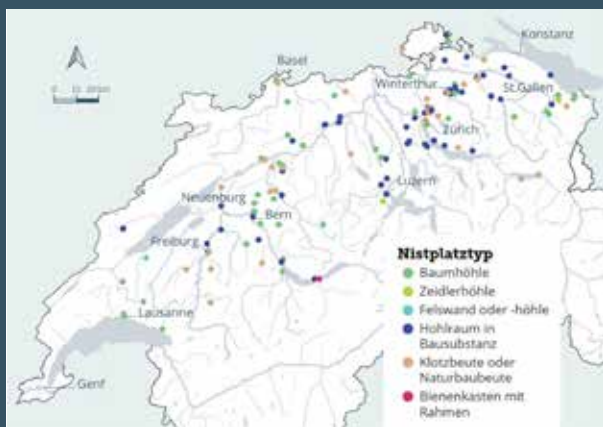 Konstanz
Basel
Winterthur
St.Gallen
Zürich
Luzern
Neuenburg
Bern
Freiburg
Lausanne
Genf
Nistplatztyp
Baumhöhle
Zeidlerhöhle
Felswand oder -höhle
Hohlraum in
Bausubstanz
Klotzbeute oder
Naturbaubeute
Bienenkasten mit
Rahmen